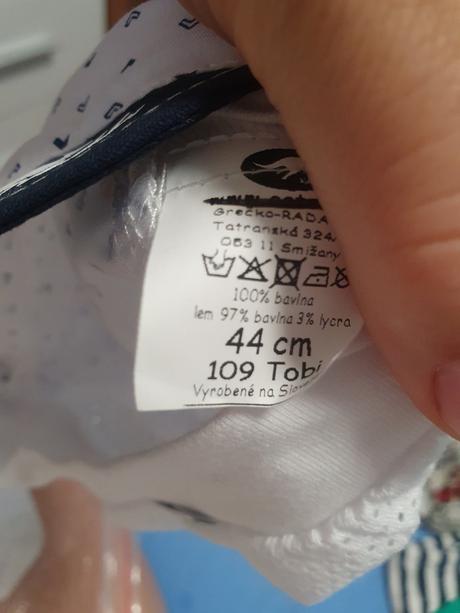 Grečko-RADA
Tatranská 324
053 11 Smižany
100% bavlna
lem 97% bavlna 3% lycra
44 cm
109 Tobi
Vyrobené na